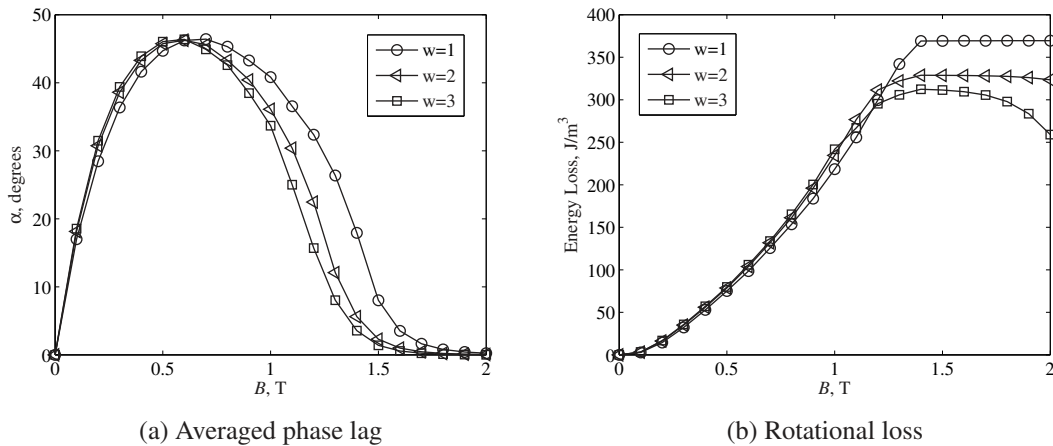 60
50
40
30
20
10
0
0
0.5
1
1.5
2
α, degrees
B, T
w=1
w=2
w=3
(a) Averaged phase lag
400
350
300
250
200
150
100
50
0
0
0.5
1
1.5
2
Energy Loss, J/m³
B, T
w=1
w=2
w=3
(b) Rotational loss